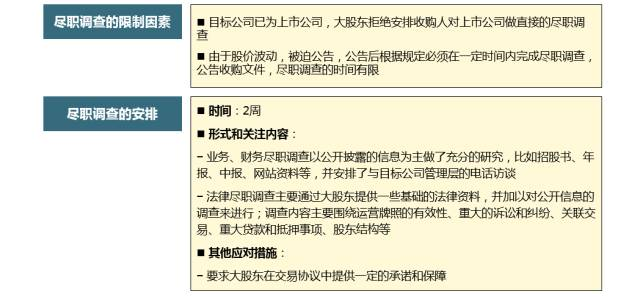 尽职调查的限制因素
■ 目标公司已为上市公司，大股东拒绝安排收购人对上市公司做直接的尽职调
查
■ 由于股价波动，被迫公告，公告后根据规定必须在一定时间内完成尽职调查，
公告收购文件，尽职调查的时间有限
尽职调查的安排
■ 时间：2周
■ 形式和关注内容：
– 业务、财务尽职调查以公开披露的信息为主做了充分的研究，比如招股书、年
报、中报、网站资料等，并安排了与目标公司管理层的电话访谈
– 法律尽职调查主要通过大股东提供一些基础的法律资料，并加以对公开信息的
调查来进行；调查内容主要围绕运营牌照的有效性、重大的诉讼和纠纷、关联交
易、重大贷款和抵押事项、股东结构等
■ 其他应对措施：
– 要求大股东在交易协议中提供一定的承诺和保障